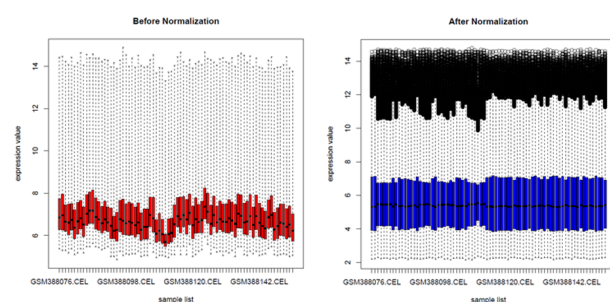 Before Normalization
expression value
14
12
10
8
6
GSM388076.CEL GSM388098.CEL GSM388120.CEL GSM388142.CEL
sample list
After Normalization
expression value
14
12
10
8
6
4
2
GSM388076.CEL GSM388098.CEL GSM388120.CEL GSM388142.CEL
sample list